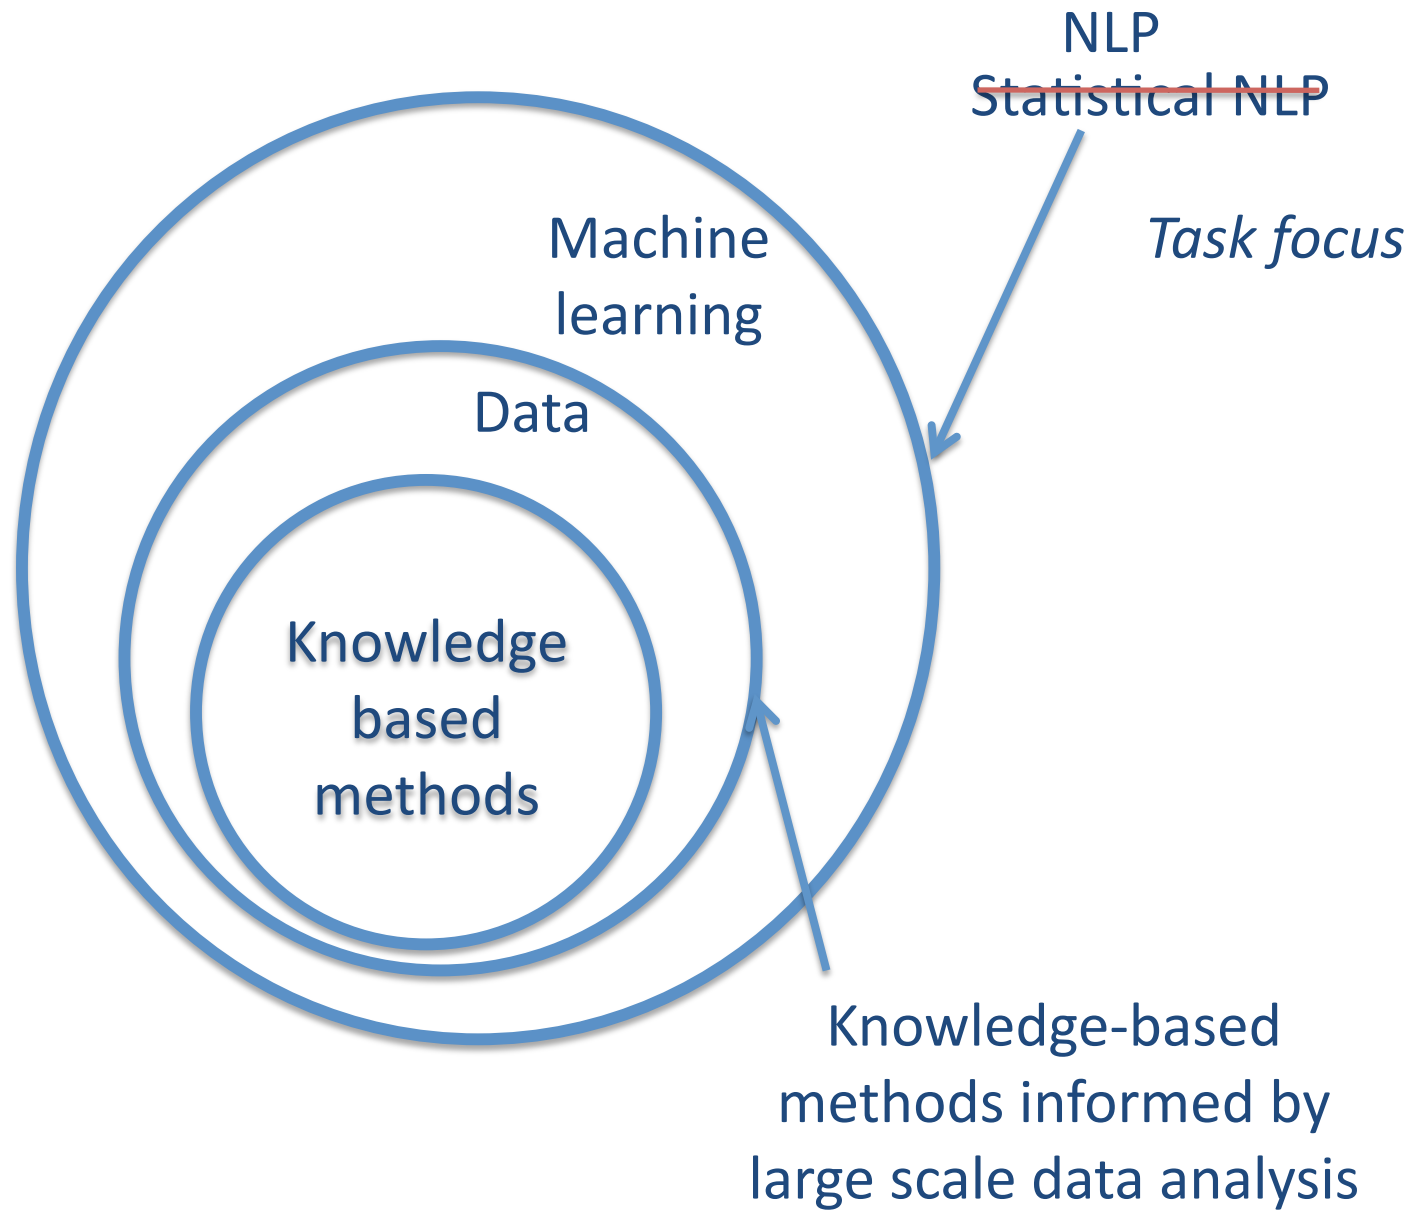 NLP
Statistical NLP
Task focus
Machine
learning
Data
Knowledge
based
methods
Knowledge-based
methods informed by
large scale data analysis